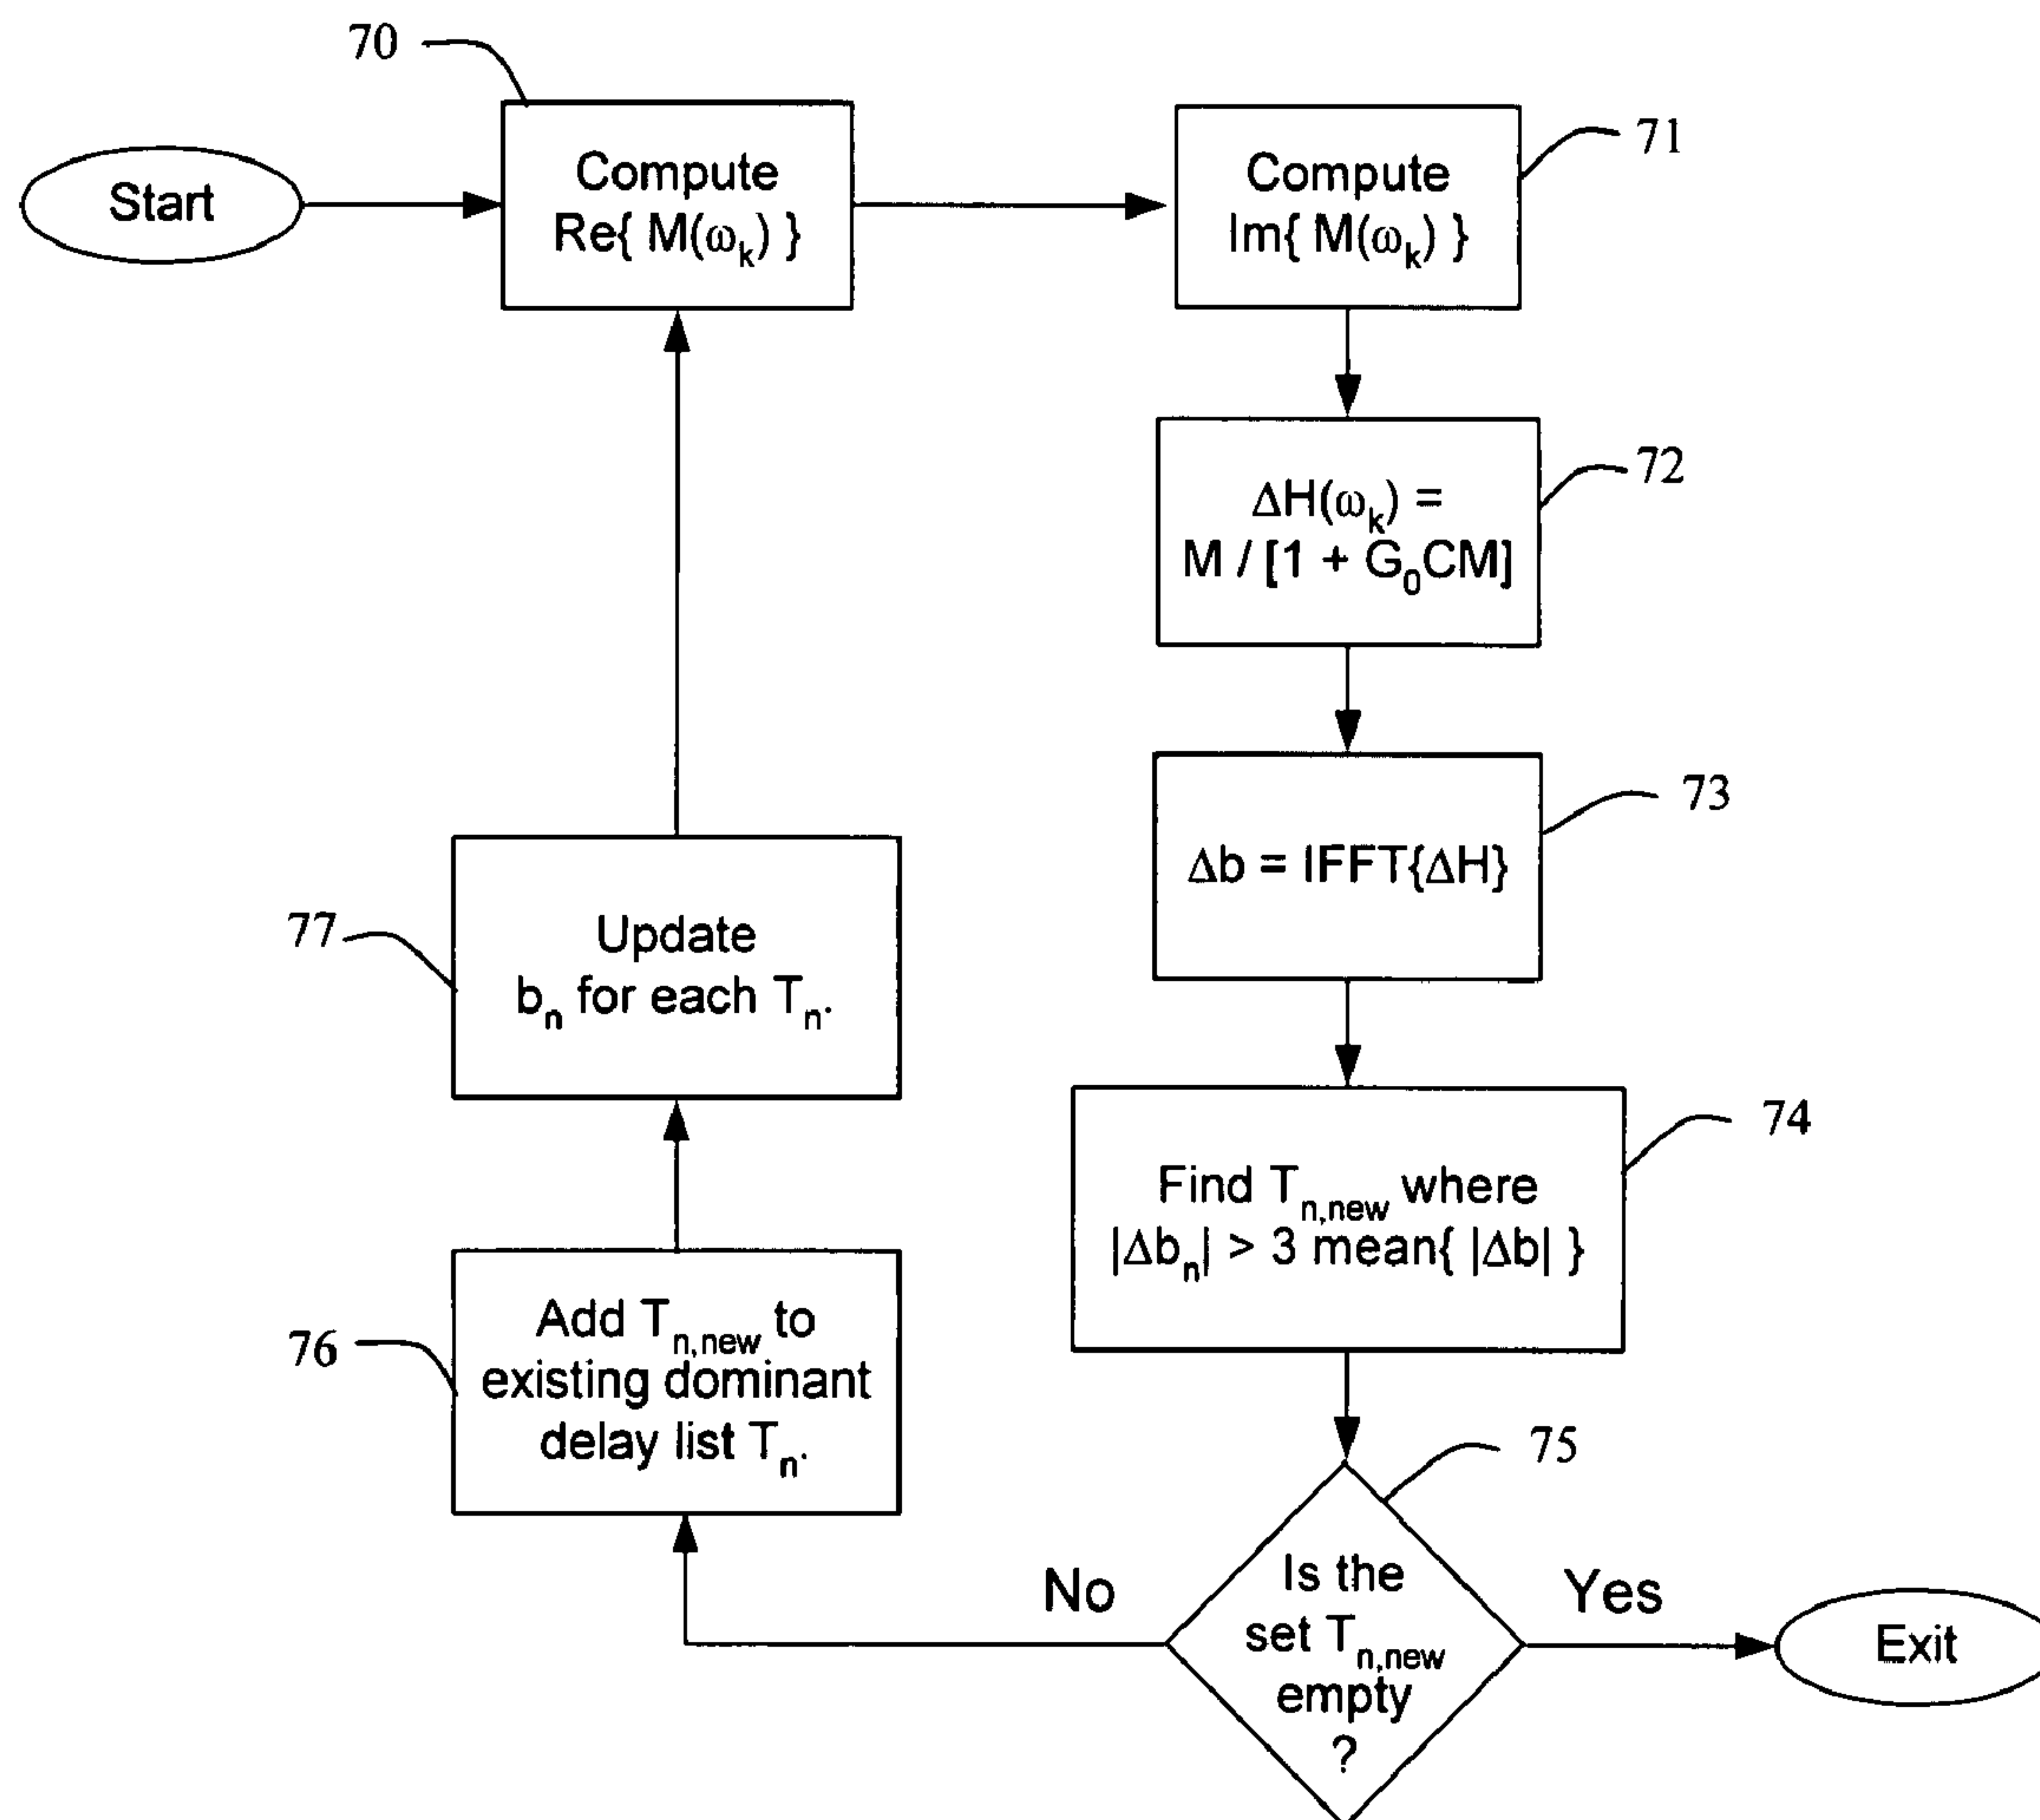 70
Start
Compute
Re{ M(ωₖ) }
Compute
Im{ M(ωₖ) }
71
ΔH(ωₖ) =
M / [1 + G₀CM]
72
Δb = IFFT{ΔH}
73
Find Tn,new where
|Δbn| > 3 mean{ |Δb| }
74
Is the
set Tn,new
empty
?
75
Yes
Exit
No
Add Tn,new to
existing dominant
delay list Tn.
76
Update
bn for each Tn.
77